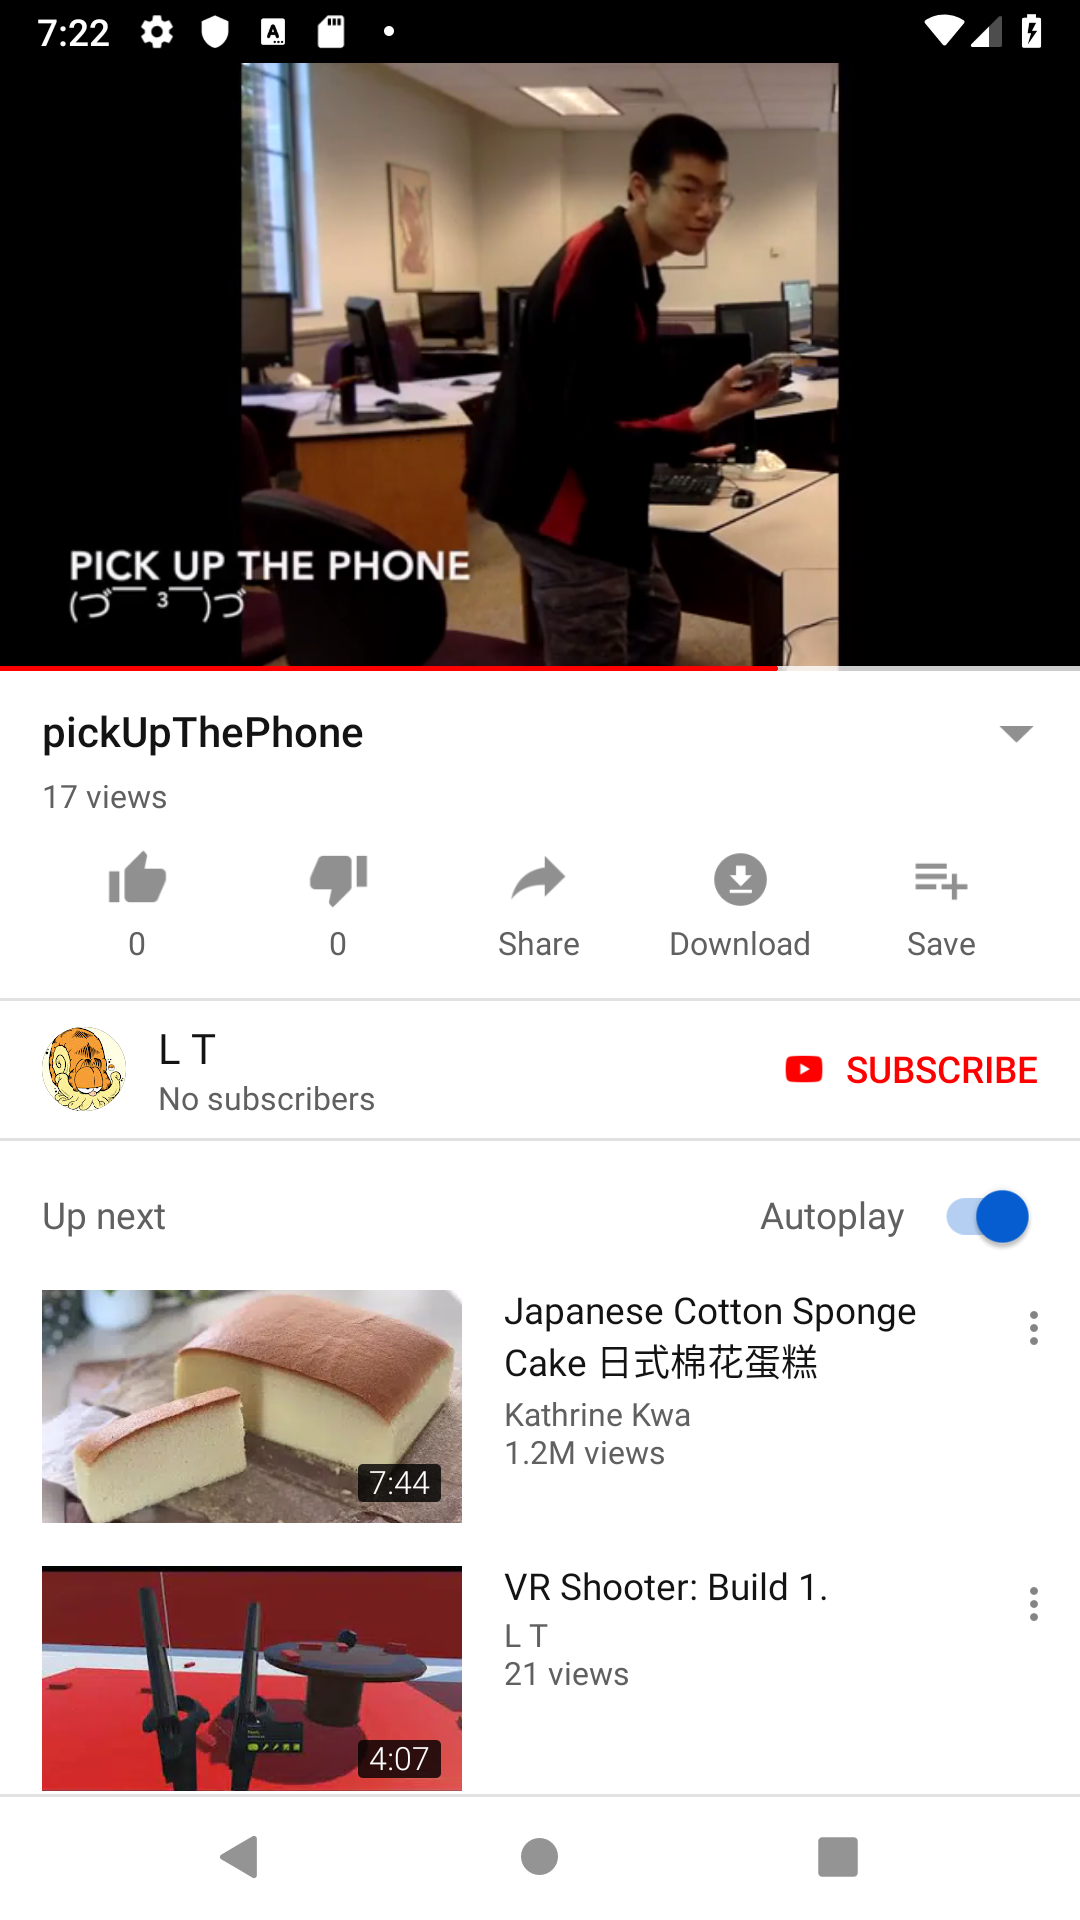 7:22
PICK UP THE PHONE
(づ￣ ³￣)づ
pickUpThePhone
17 views
0
0
Share
Download
Save
L T
No subscribers
SUBSCRIBE
Up next
Autoplay
Japanese Cotton Sponge
Cake 日式棉花蛋糕
Kathrine Kwa
1.2M views
7:44
VR Shooter: Build 1.
L T
21 views
4:07